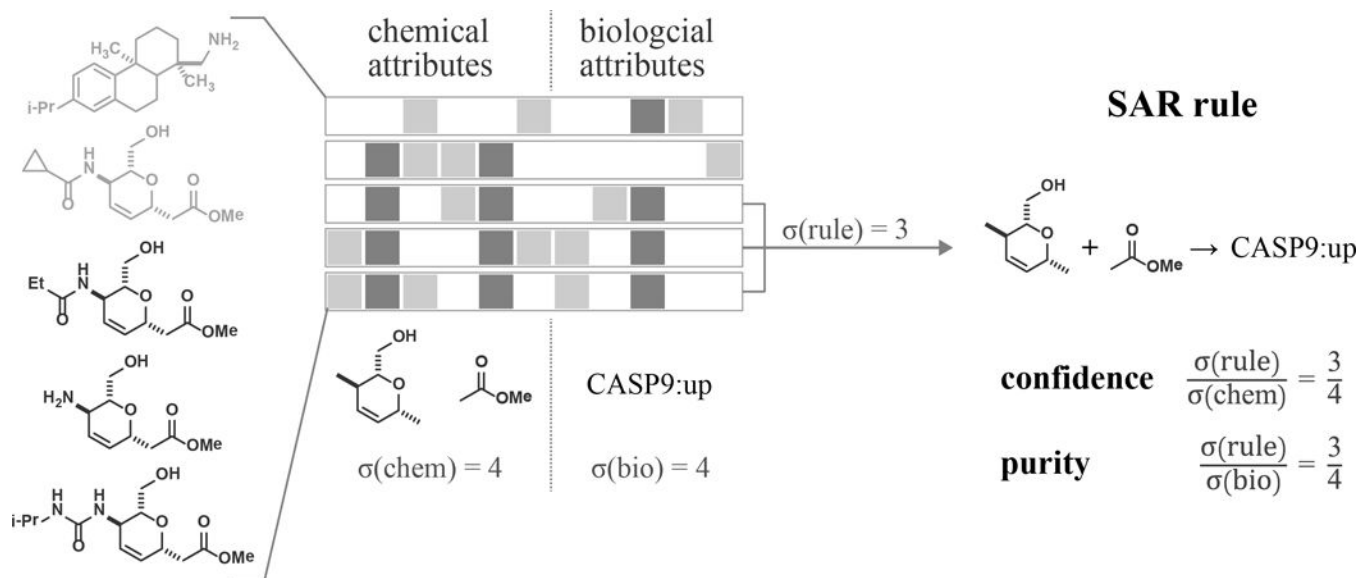 chemical
attributes
biologcial
attributes
SAR rule
NH₂
CH₃
H₃C
CH₃
i-Pr
OH
H
N
O
O
O
OMe
OH
Et
H
N
O
O
O
OMe
OH
H₂N
O
O
OMe
OH
i-Pr
H
N
H
N
O
O
O
OMe
σ(rule) = 3
OH
O
+
O
OMe
→ CASP9:up
OH
O
O
OMe
CASP9:up
σ(chem) = 4
σ(bio) = 4
confidence σ(rule)/σ(chem) = 3/4
purity σ(rule)/σ(bio) = 3/4